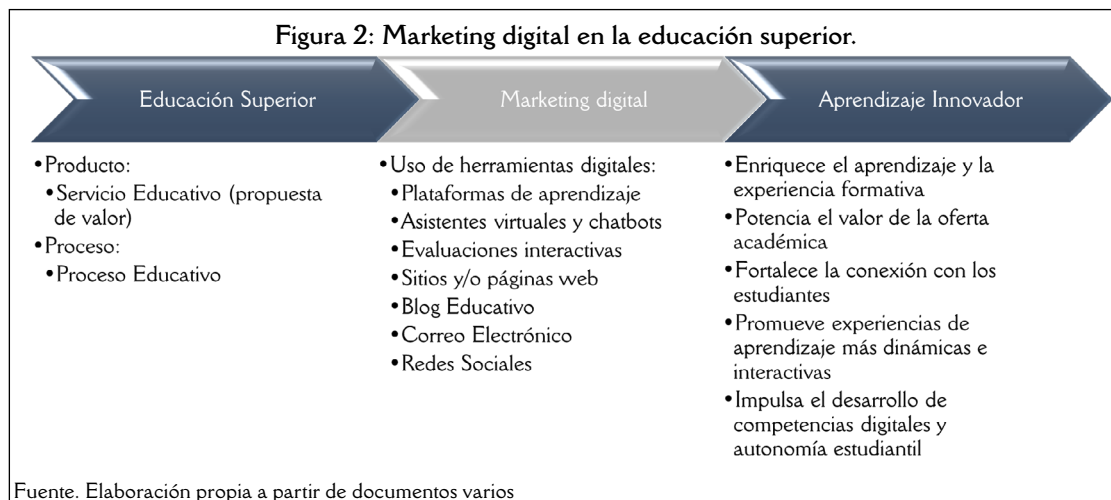 Figura 2: Marketing digital en la educación superior.
Educación Superior
Marketing digital
Aprendizaje Innovador
•Producto:
•Servicio Educativo (propuesta
de valor)
•Proceso:
•Proceso Educativo
•Uso de herramientas digitales:
•Plataformas de aprendizaje
•Asistentes virtuales y chatbots
•Evaluaciones interactivas
•Sitios y/o páginas web
•Blog Educativo
•Correo Electrónico
•Redes Sociales
•Enriquece el aprendizaje y la
experiencia formativa
•Potencia el valor de la oferta
académica
•Fortalece la conexión con los
estudiantes
•Promueve experiencias de
aprendizaje más dinámicas e
interactivas
•Impulsa el desarrollo de
competencias digitales y
autonomía estudiantil
Fuente. Elaboración propia a partir de documentos varios